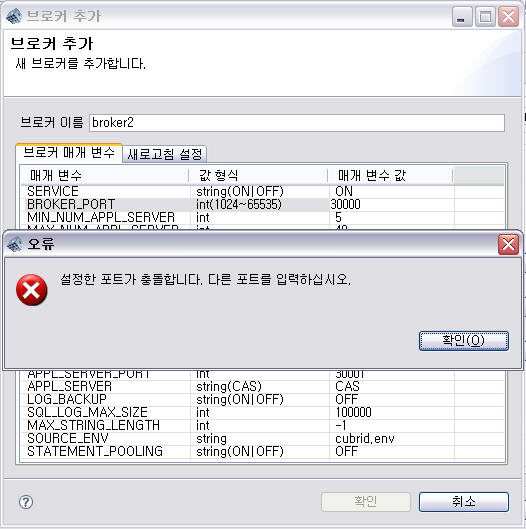 브로커 추가
브로커 추가
새 브로커를 추가합니다.
브로커 이름 broker2
브로커 매개 변수 새로고침 설정
매개 변수 값 형식 매개 변수 값
SERVICE string(ON|OFF) ON
BROKER_PORT int(1024~65535) 30000
MIN_NUM_APPL_SERVER int 5
MAX_NUM_APPL_SERVER int 40
오류
설정한 포트가 충돌합니다. 다른 포트를 입력하십시오.
확인(O)
APPL_SERVER_PORT int 30001
APPL_SERVER string(CAS) CAS
LOG_BACKUP string(ON|OFF) OFF
SQL_LOG_MAX_SIZE int 100000
MAX_STRING_LENGTH int -1
SOURCE_ENV string cubrid.env
STATEMENT_POOLING string(ON|OFF) OFF
확인 취소